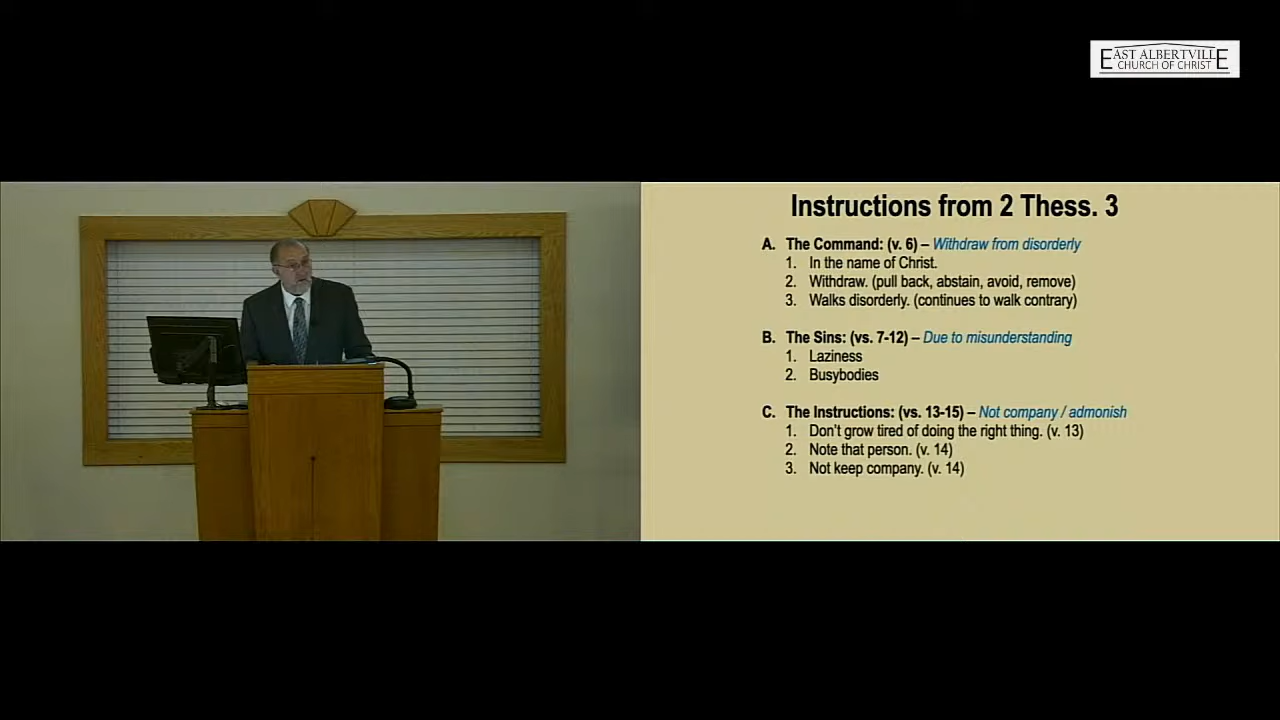 EAST ALBERTVILLE
CHURCH OF CHRIST
Instructions from 2 Thess. 3
A. The Command: (v. 6) – Withdraw from disorderly
1. In the name of Christ.
2. Withdraw. (pull back, abstain, avoid, remove)
3. Walks disorderly. (continues to walk contrary)
B. The Sins: (vs. 7-12) – Due to misunderstanding
1. Laziness
2. Busybodies
C. The Instructions: (vs. 13-15) – Not company / admonish
1. Don't grow tired of doing the right thing. (v. 13)
2. Note that person. (v. 14)
3. Not keep company. (v. 14)